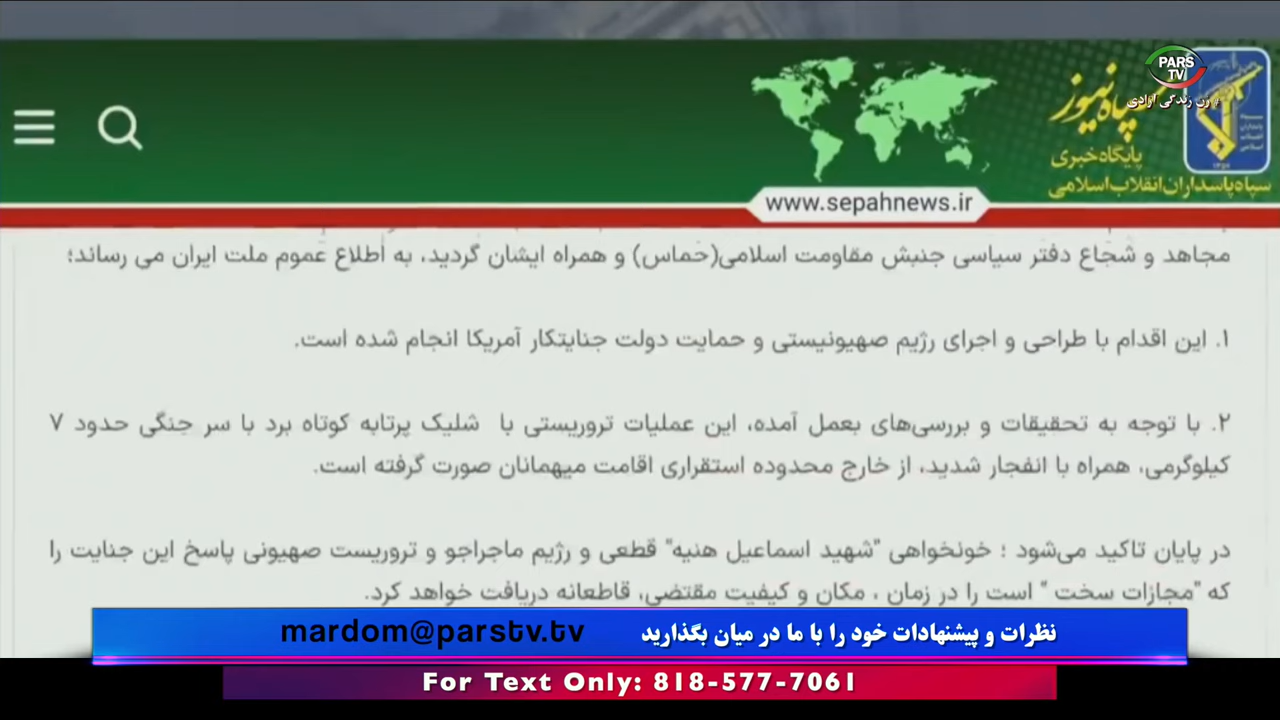 PARS
TV
زن زندگی آزادی
سپاه نیوز
پایگاه خبری
سپاه پاسداران انقلاب اسلامی
www.sepahnews.ir
مجاهد و شجاع دفتر سیاسی جنبش مقاومت اسلامی(حماس) و همراه ایشان گردید، به اطلاع عموم ملت ایران می رساند؛
۱. این اقدام با طراحی و اجرای رژیم صهیونیستی و حمایت دولت جنایتکار آمریکا انجام شده است.
۲. با توجه به تحقیقات و بررسی‌های بعمل آمده، این عملیات تروریستی با شلیک پرتابه کوتاه برد با سر جنگی حدود ۷
کیلوگرمی، همراه با انفجار شدید، از خارج محدوده استقراری اقامت میهمانان صورت گرفته است.
در پایان تاکید می‌شود ؛ خونخواهی "شهید اسماعیل هنیه" قطعی و رژیم ماجراجو و تروریست صهیونی پاسخ این جنایت را
که "مجازات سخت " است را در زمان ، مکان و کیفیت مقتضی، قاطعانه دریافت خواهد کرد.
نظرات و پیشنهادات خود را با ما در میان بگذارید mardom@parstv.tv
For Text Only: 818-577-7061